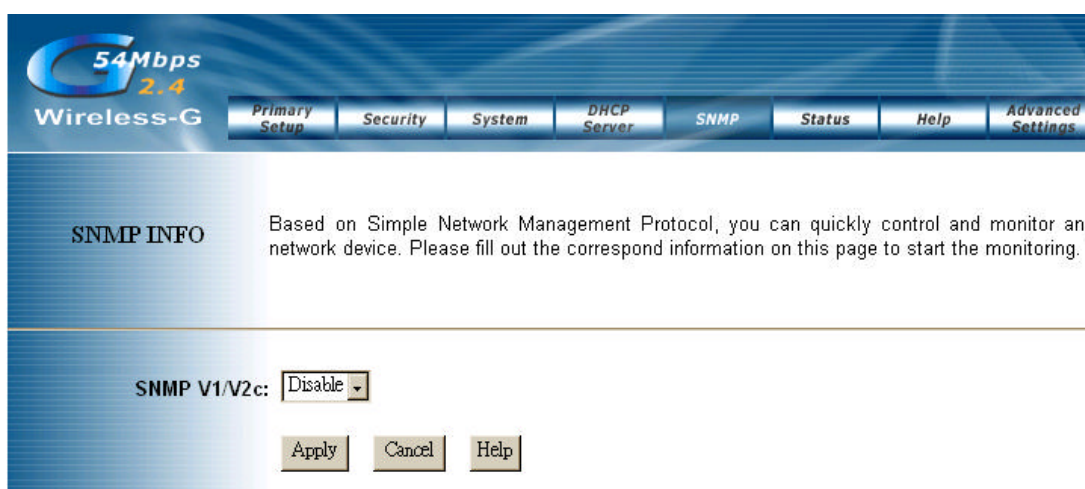 54Mbps
2.4
Wireless-G
Primary Setup
Security
System
DHCP Server
SNMP
Status
Help
Advanced Settings
SNMP INFO
Based on Simple Network Management Protocol, you can quickly control and monitor an
network device. Please fill out the correspond information on this page to start the monitoring.
SNMP V1/V2c: Disable
Apply Cancel Help